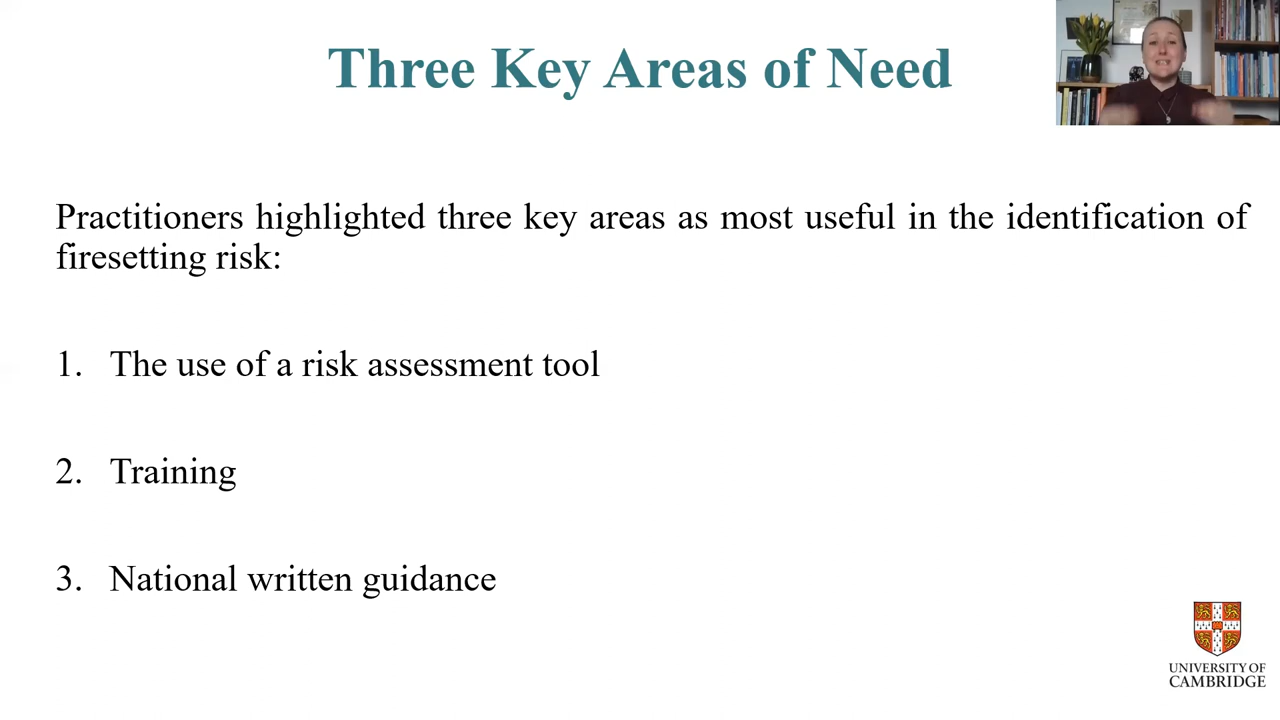 Three Key Areas of Need
Practitioners highlighted three key areas as most useful in the identification of
firesetting risk:
1. The use of a risk assessment tool
2. Training
3. National written guidance
UNIVERSITY OF
CAMBRIDGE